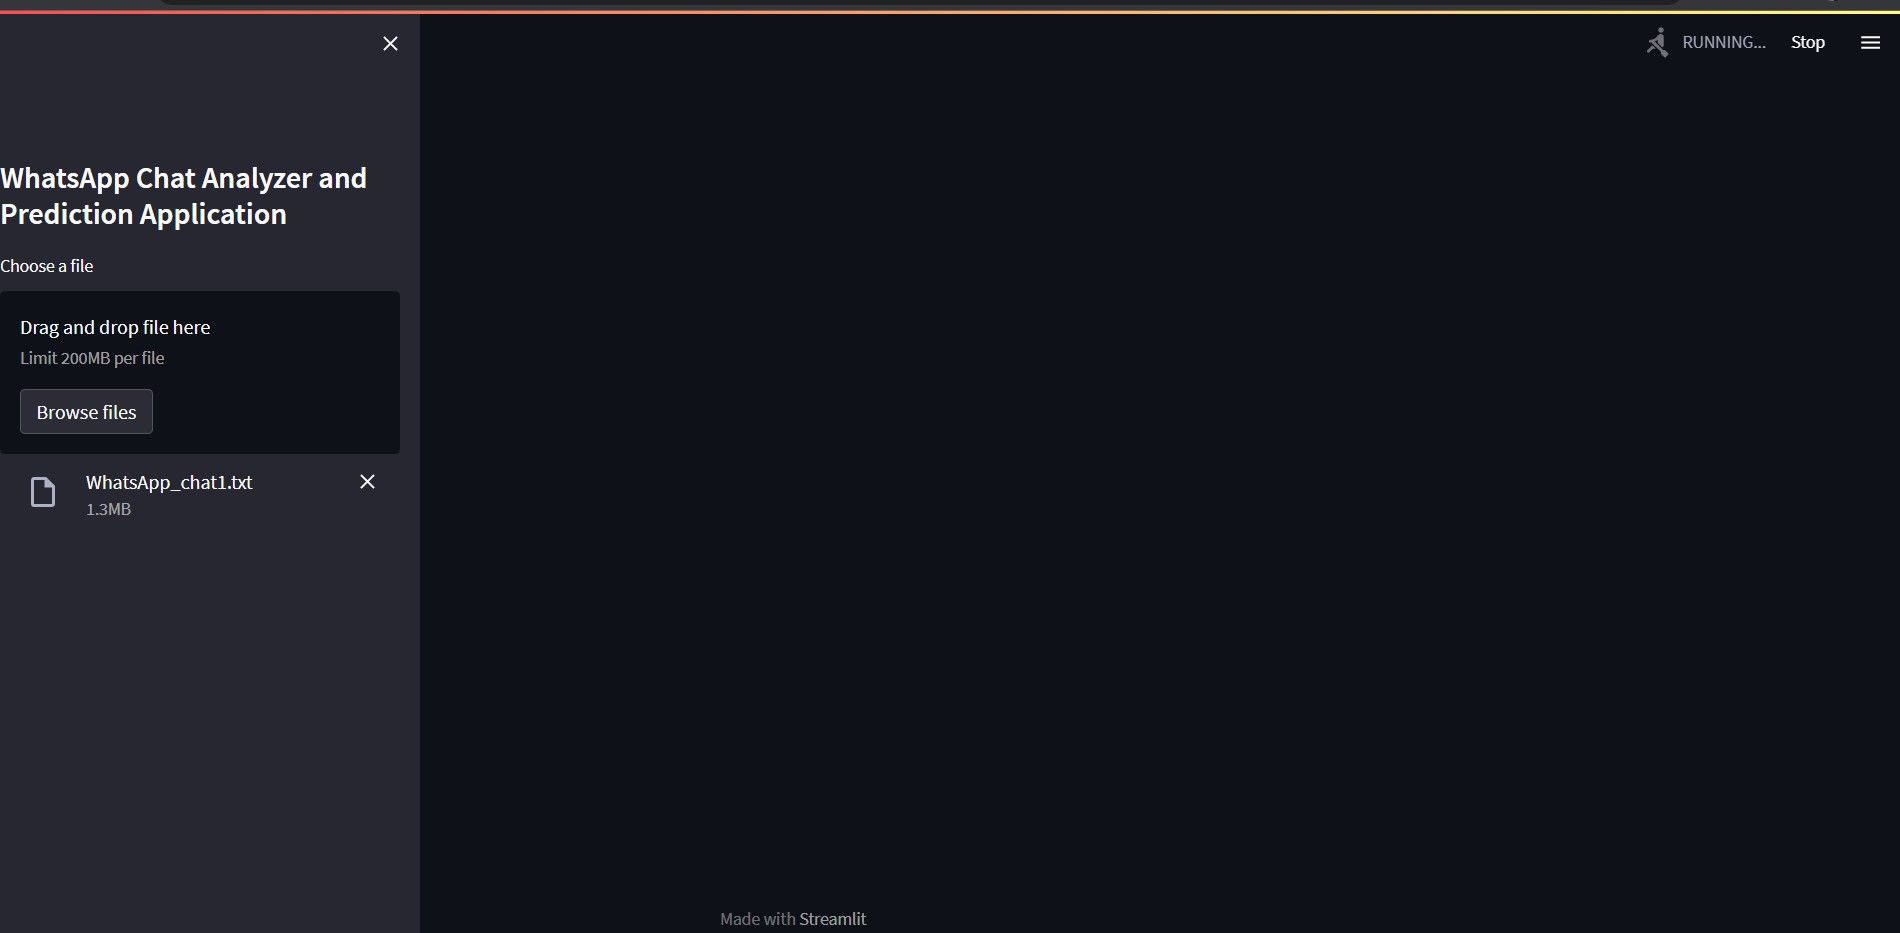 RUNNING...
Stop
WhatsApp Chat Analyzer and
Prediction Application
Choose a file
Drag and drop file here
Limit 200MB per file
Browse files
WhatsApp_chat1.txt
1.3MB
Made with Streamlit